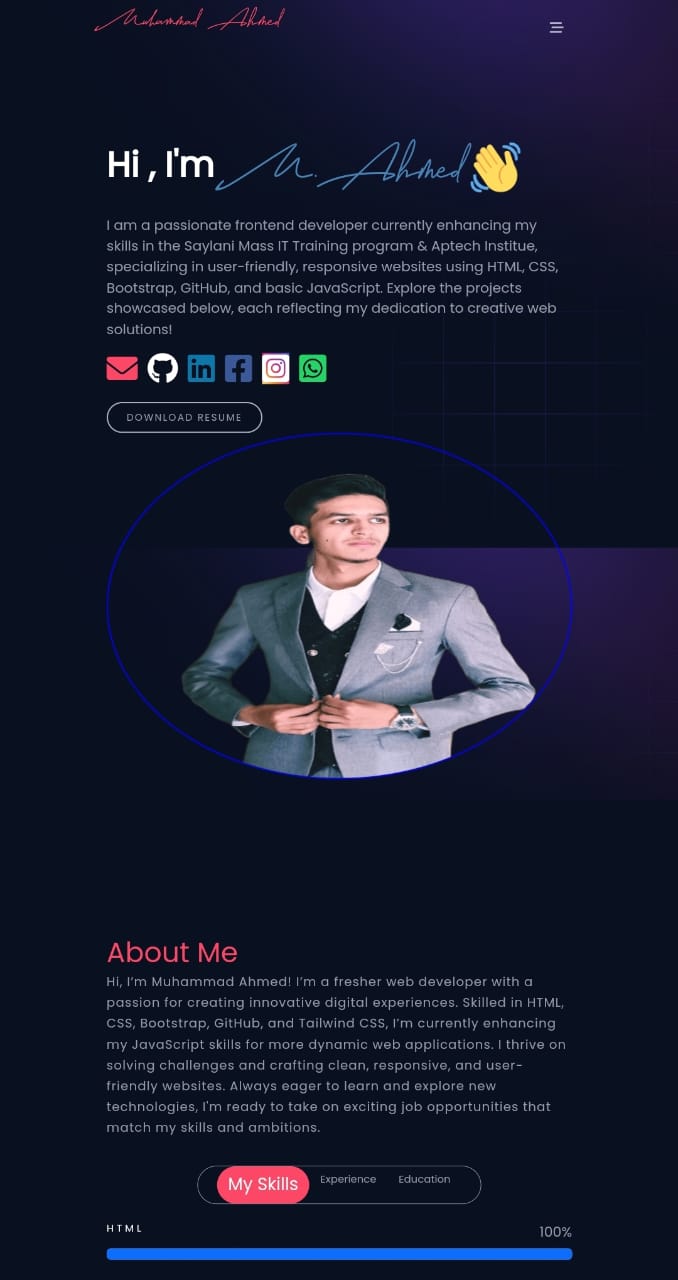 Muhammad Ahmed
Hi , I'm M. Ahmed
I am a passionate frontend developer currently enhancing my
skills in the Saylani Mass IT Training program & Aptech Institue,
specializing in user-friendly, responsive websites using HTML, CSS,
Bootstrap, GitHub, and basic JavaScript. Explore the projects
showcased below, each reflecting my dedication to creative web
solutions!
DOWNLOAD RESUME
About Me
Hi, I’m Muhammad Ahmed! I’m a fresher web developer with a
passion for creating innovative digital experiences. Skilled in HTML,
CSS, Bootstrap, GitHub, and Tailwind CSS, I’m currently enhancing
my JavaScript skills for more dynamic web applications. I thrive on
solving challenges and crafting clean, responsive, and user-
friendly websites. Always eager to learn and explore new
technologies, I'm ready to take on exciting job opportunities that
match my skills and ambitions.
My Skills Experience Education
HTML 100%